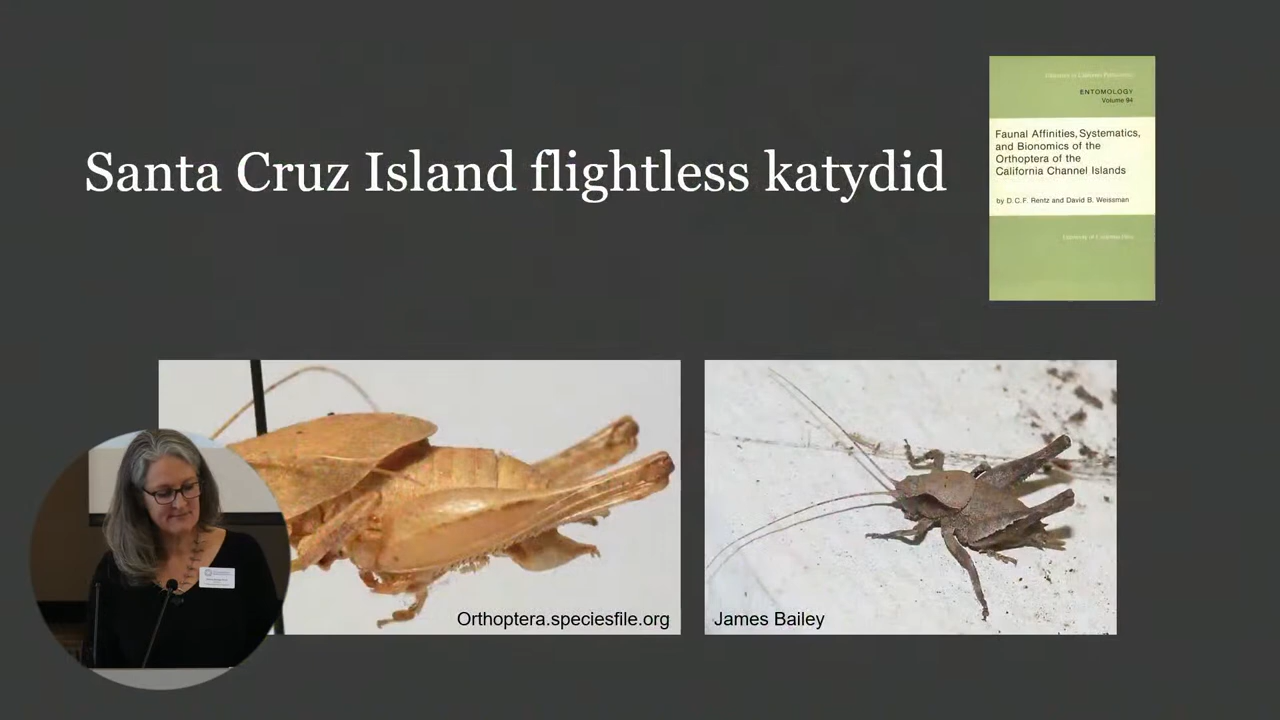 Santa Cruz Island flightless katydid
ENTOMOLOGY
Volume 94
Faunal Affinities, Systematics,
and Bionomics of the
Orthoptera of the
California Channel Islands
by D.C.F. Rentz and David B. Weissman
Orthoptera.speciesfile.org
James Bailey